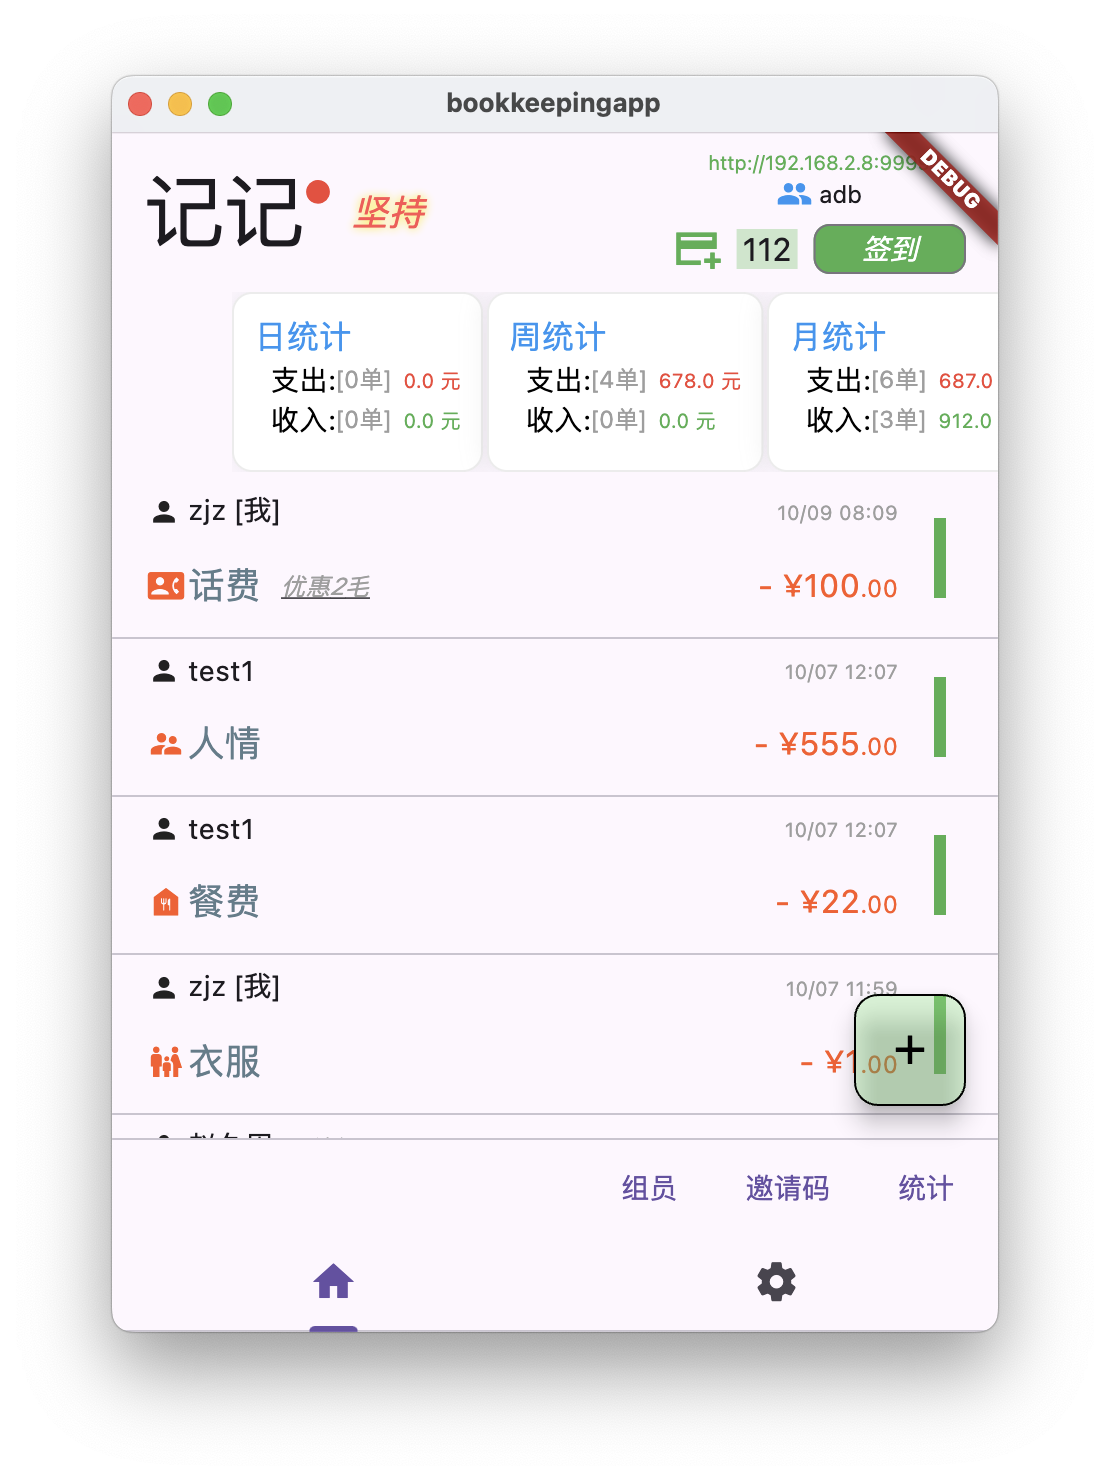 bookkeepingapp
DEBUG
http://192.168.2.8:999
记记
坚持
adb
112
签到
日统计
支出:[0单] 0.0 元
收入:[0单] 0.0 元
周统计
支出:[4单] 678.0 元
收入:[0单] 0.0 元
月统计
支出:[6单] 687.0
收入:[3单] 912.0
zjz [我] 10/09 08:09
话费 优惠2毛 - ¥100.00
test1 10/07 12:07
人情 - ¥555.00
test1 10/07 12:07
餐费 - ¥22.00
zjz [我] 10/07 11:59
衣服 - ¥1.00
+
组员 邀请码 统计